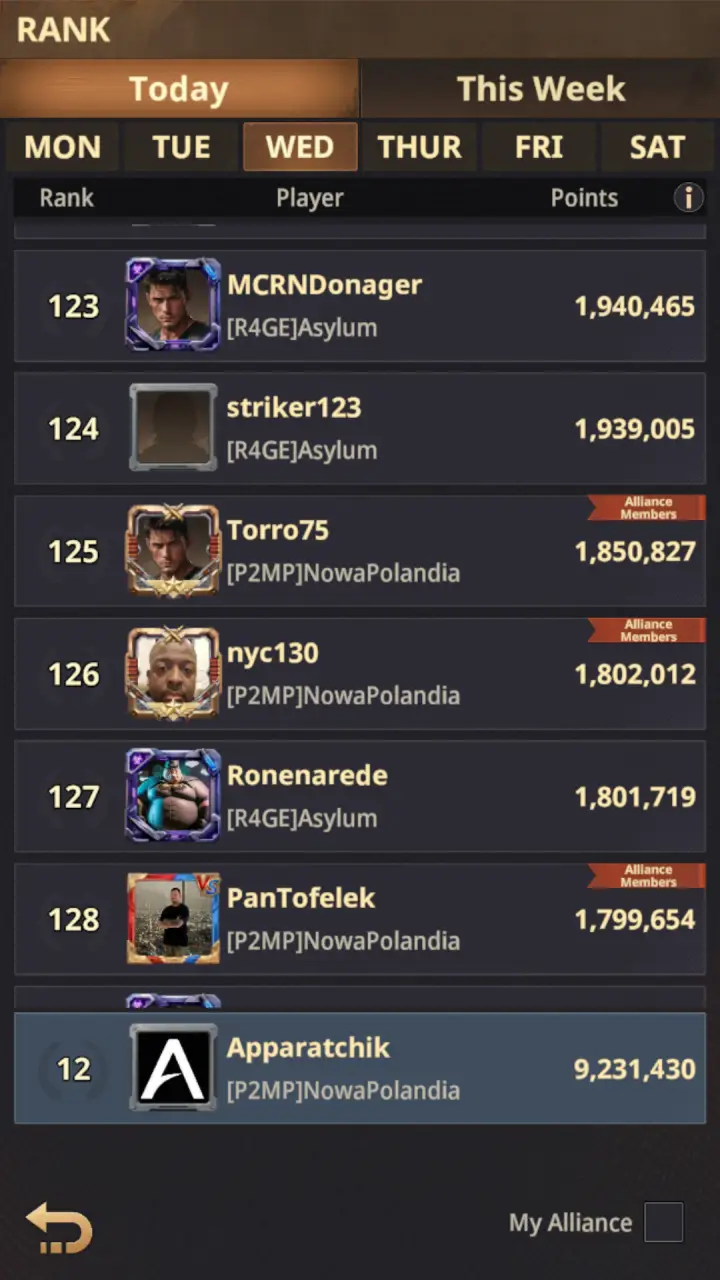 RANK
Today
This Week
MON
TUE
WED
THUR
FRI
SAT
Rank
Player
Points
i
123
MCRNDonager
[R4GE]Asylum
1,940,465
124
striker123
[R4GE]Asylum
1,939,005
125
Torro75
[P2MP]NowaPolandia
Alliance
Members
1,850,827
126
nyc130
[P2MP]NowaPolandia
Alliance
Members
1,802,012
127
Ronenarede
[R4GE]Asylum
1,801,719
128
VS
PanTofelek
[P2MP]NowaPolandia
Alliance
Members
1,799,654
12
A
Apparatchik
[P2MP]NowaPolandia
9,231,430
My Alliance